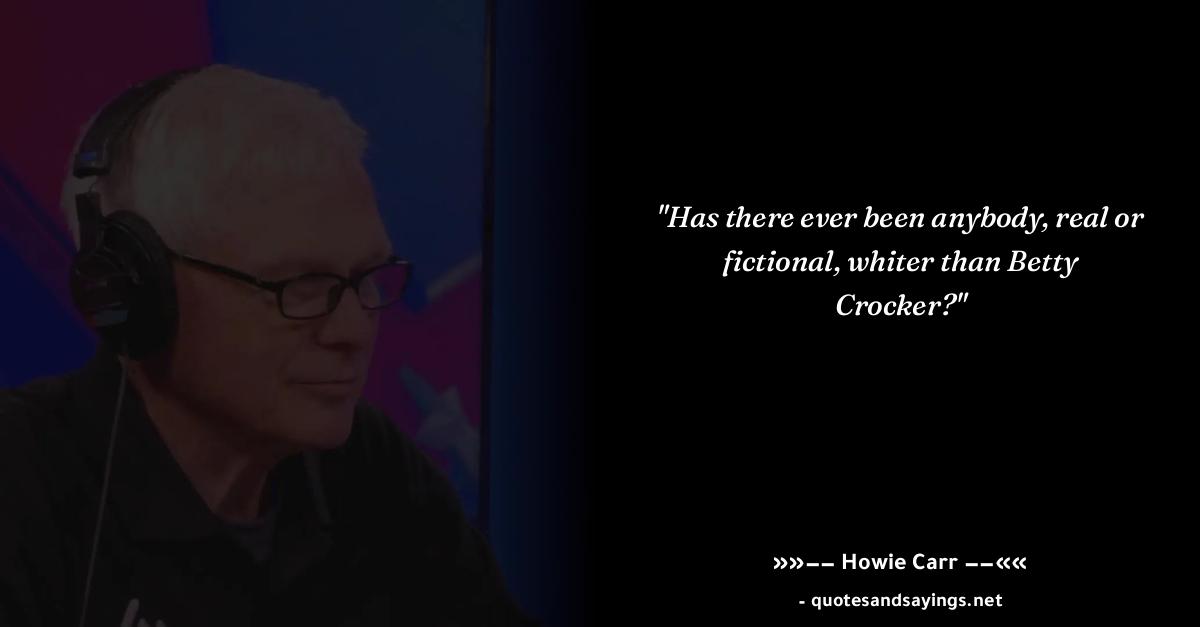 "Has there ever been anybody, real or
fictional, whiter than Betty
Crocker?"
»»–– Howie Carr ––««
- quotesandsayings.net